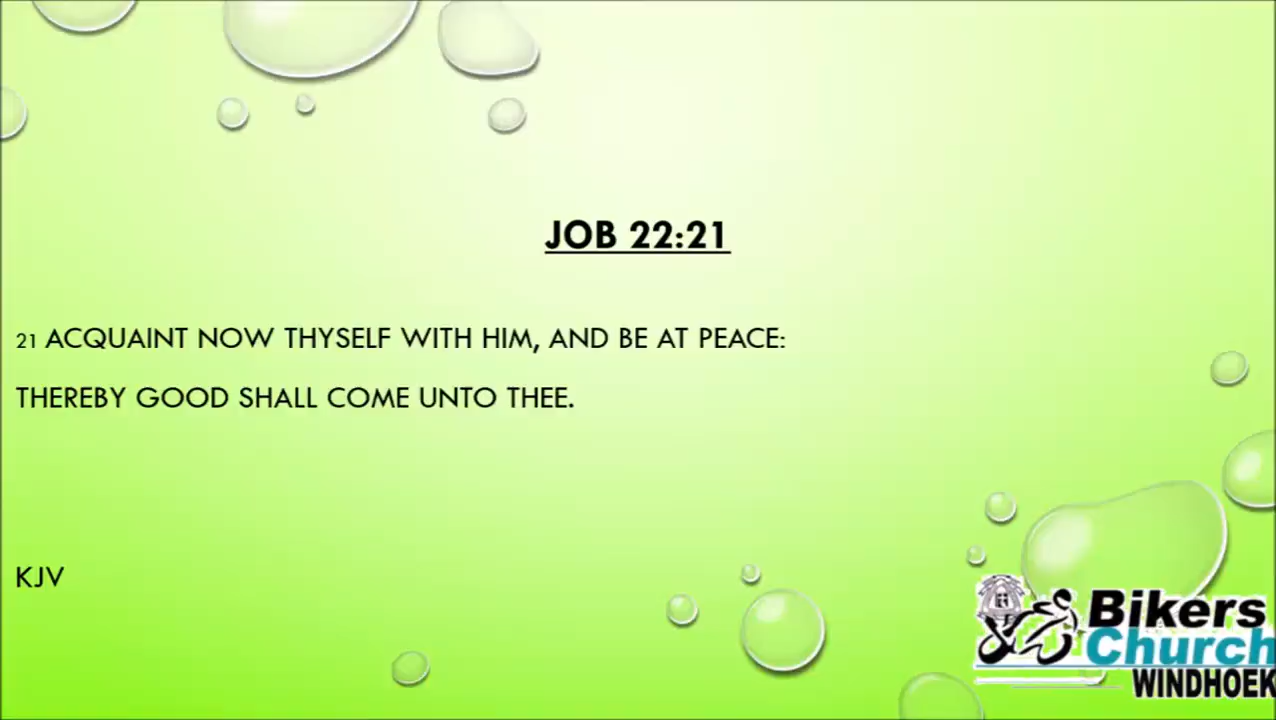 JOB 22:21
21 ACQUAINT NOW THYSELF WITH HIM, AND BE AT PEACE:
THEREBY GOOD SHALL COME UNTO THEE.
KJV
Bikers
Church
WINDHOEK